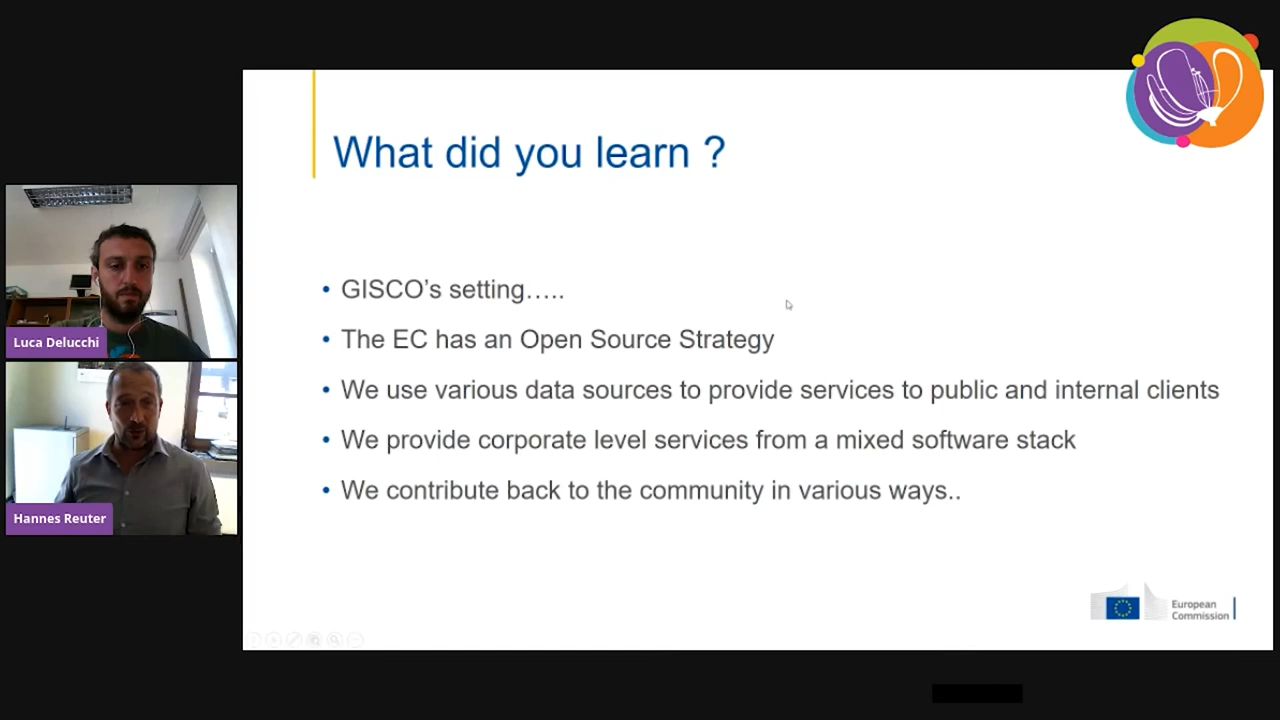 What did you learn ?
• GISCO’s setting…..
• The EC has an Open Source Strategy
• We use various data sources to provide services to public and internal clients
• We provide corporate level services from a mixed software stack
• We contribute back to the community in various ways..
Luca Delucchi
Hannes Reuter
European
Commission